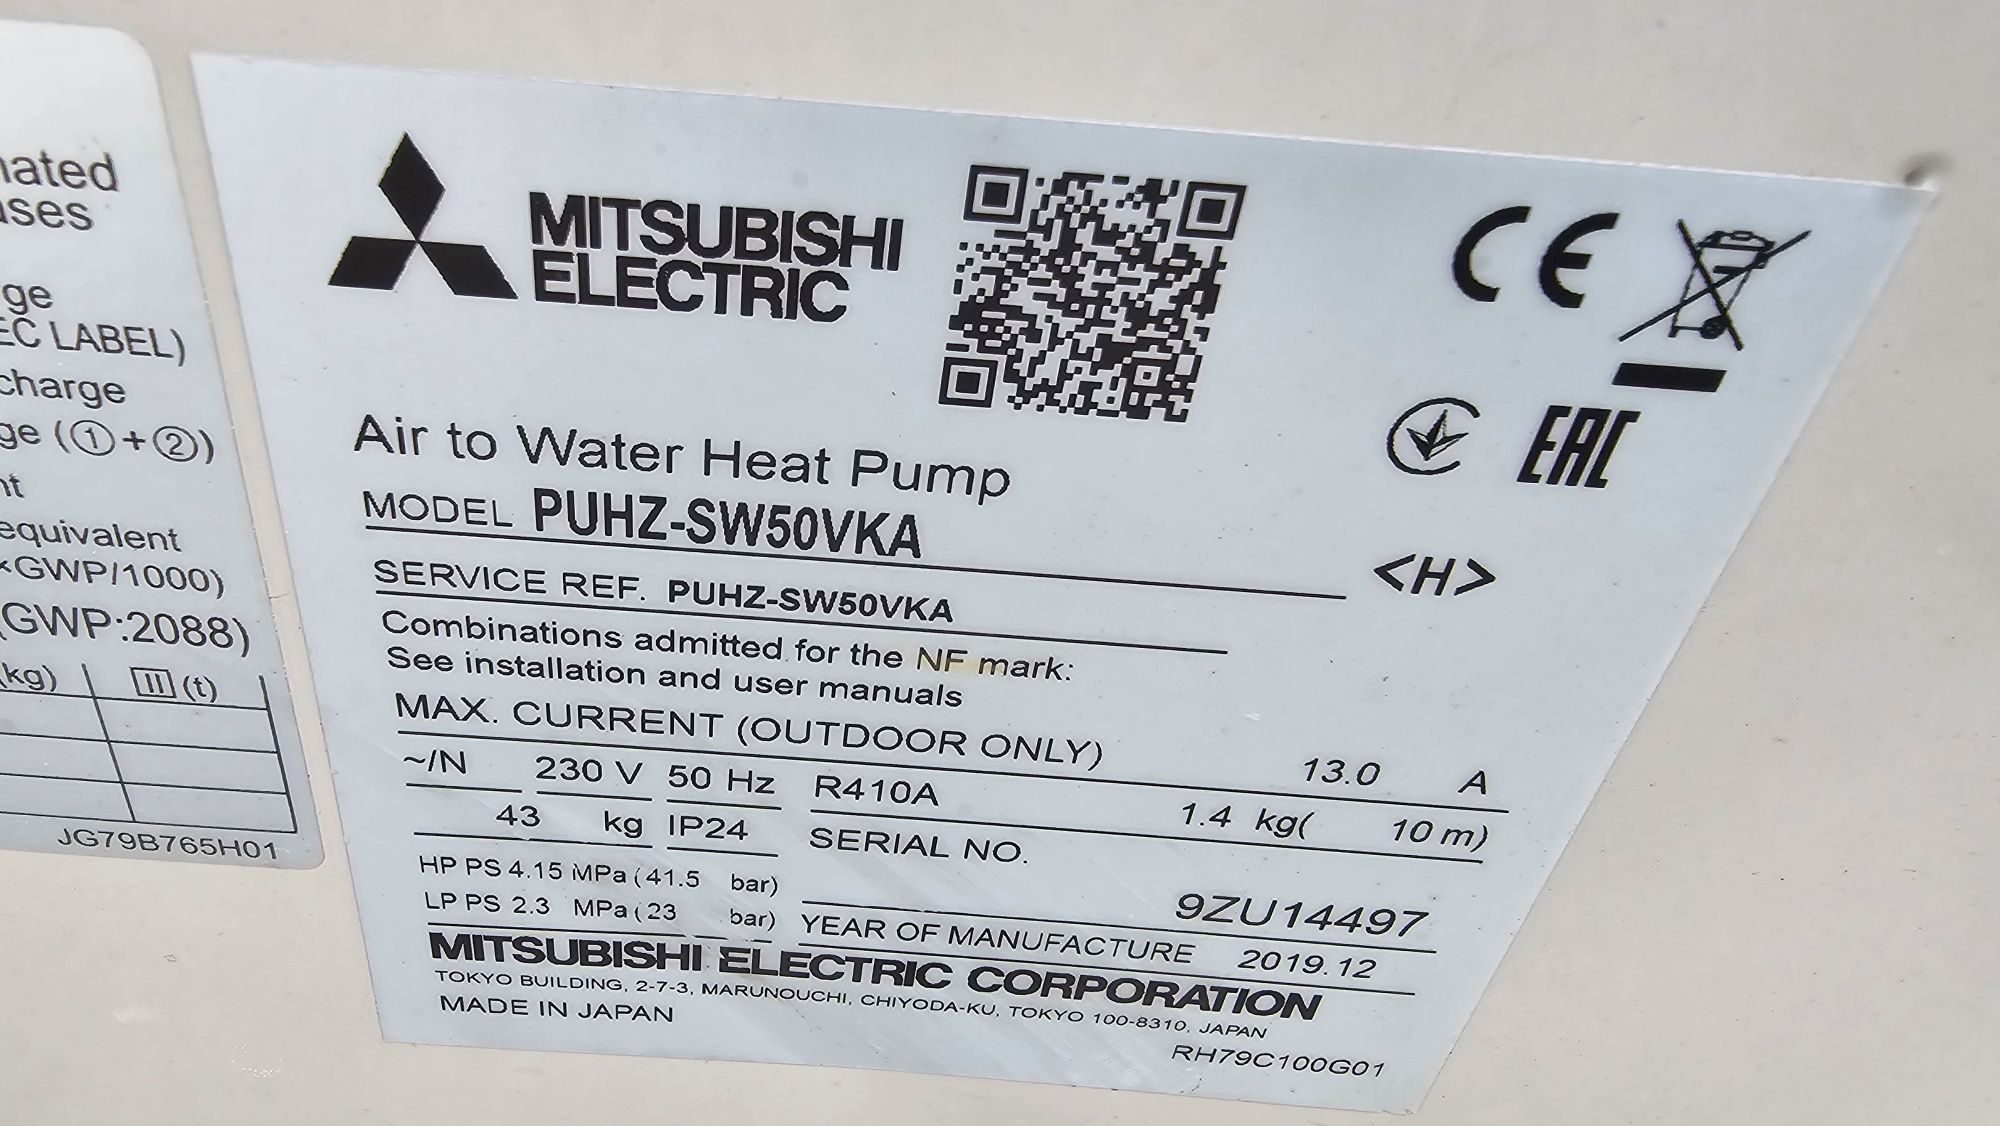 nated
ases
ge
EC LABEL)
charge
ge (①+②)
nt
equivalent
×GWP/1000)
(GWP:2088)
(kg) III (t)
JG79B765H01
MITSUBISHI
ELECTRIC
CE
EAC
Air to Water Heat Pump
MODEL PUHZ-SW50VKA
<H>
SERVICE REF. PUHZ-SW50VKA
Combinations admitted for the NF mark:
See installation and user manuals
MAX. CURRENT (OUTDOOR ONLY) 13.0 A
~/N 230 V 50 Hz R410A 1.4 kg( 10 m)
43 kg IP24 SERIAL NO.
HP PS 4.15 MPa (41.5 bar)
9ZU14497
LP PS 2.3 MPa (23 bar) YEAR OF MANUFACTURE 2019.12
MITSUBISHI ELECTRIC CORPORATION
TOKYO BUILDING, 2-7-3, MARUNOUCHI, CHIYODA-KU, TOKYO 100-8310, JAPAN
MADE IN JAPAN
RH79C100G01